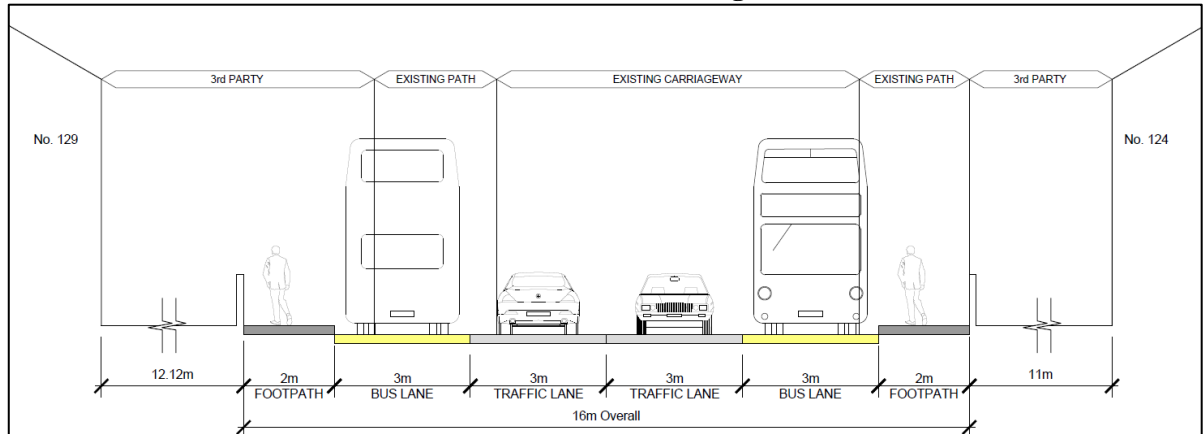 3rd PARTY
EXISTING PATH
EXISTING CARRIAGEWAY
EXISTING PATH
3rd PARTY
No. 129
No. 124
12.12m
2m
FOOTPATH
3m
BUS LANE
3m
TRAFFIC LANE
3m
TRAFFIC LANE
3m
BUS LANE
2m
FOOTPATH
11m
16m Overall